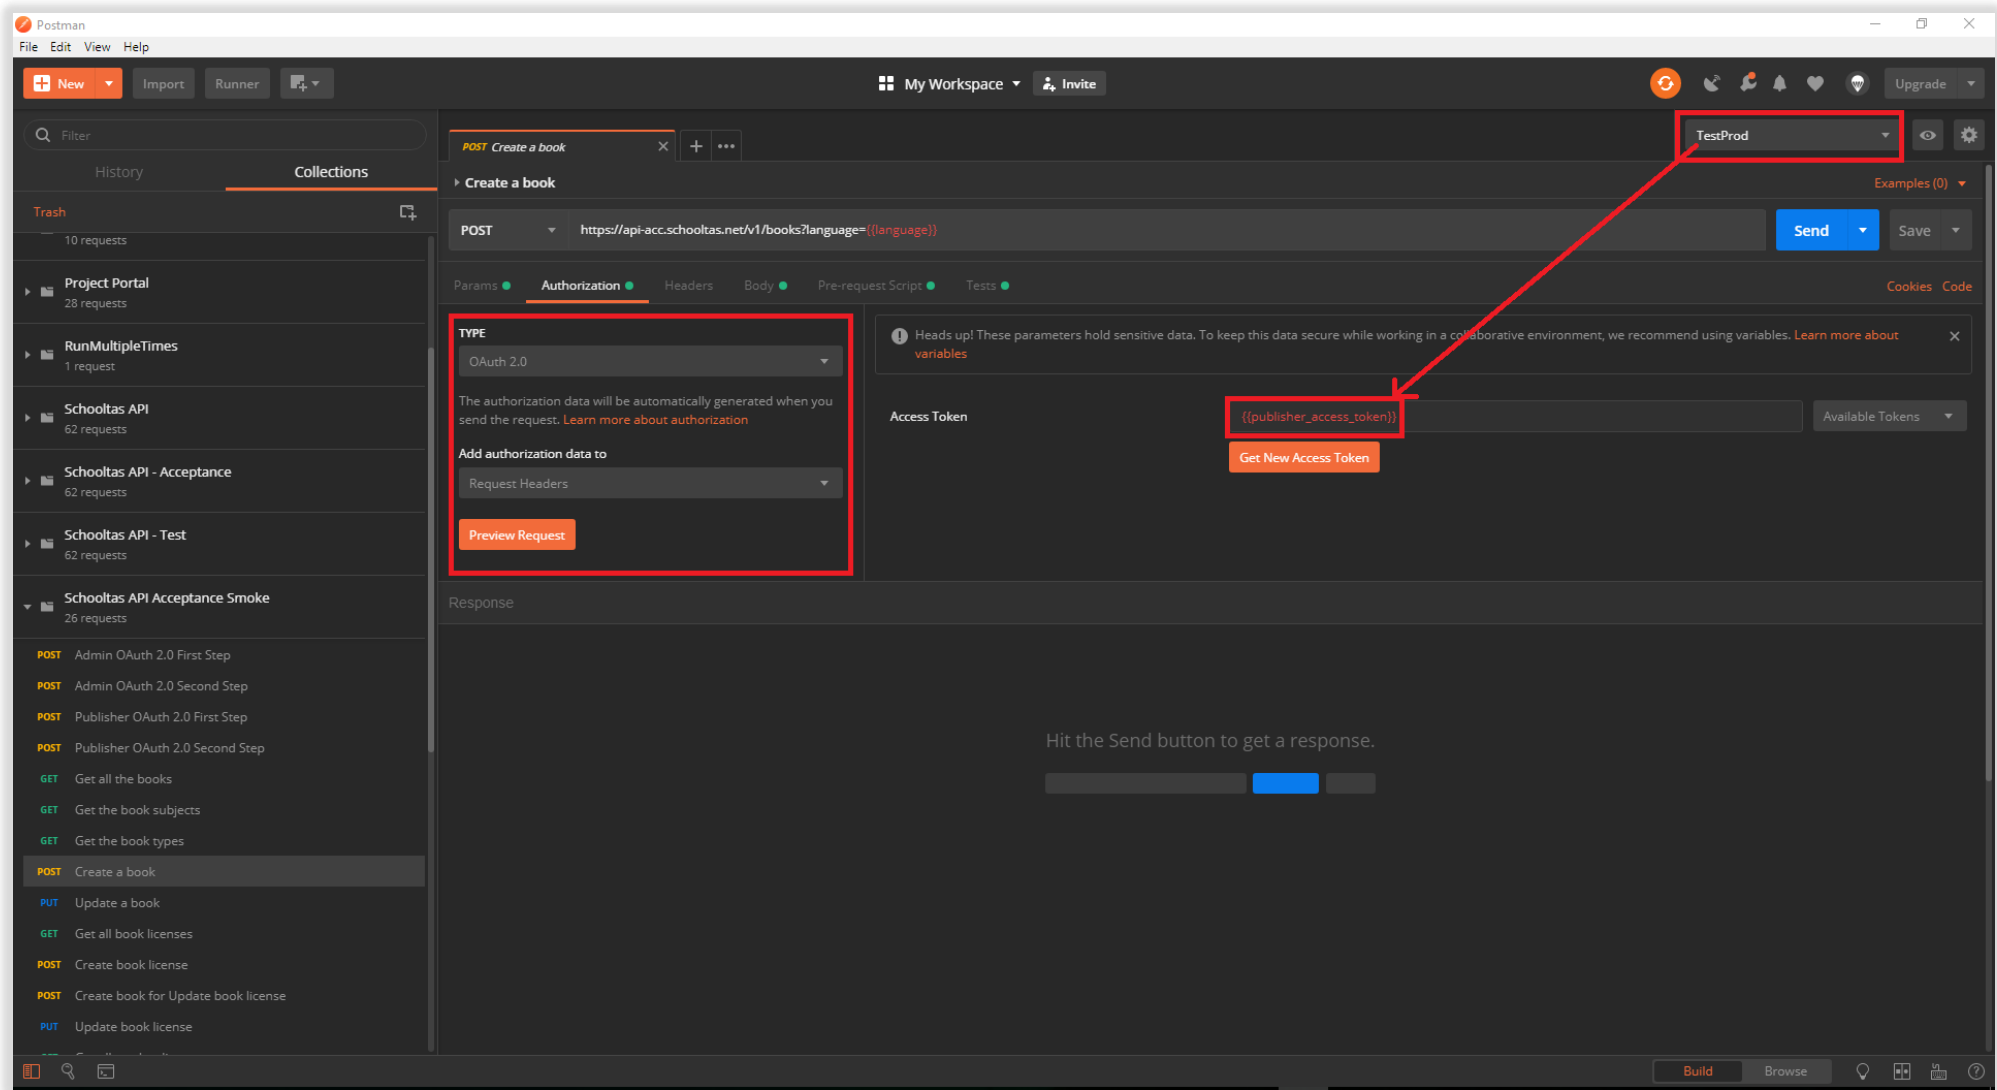 Postman
File Edit View Help
New Import Runner My Workspace Invite Upgrade
Filter
History Collections
Trash
10 requests
Project Portal
28 requests
RunMultipleTimes
1 request
Schooltas API
62 requests
Schooltas API - Acceptance
62 requests
Schooltas API - Test
62 requests
Schooltas API Acceptance Smoke
26 requests
POST Admin OAuth 2.0 First Step
POST Admin OAuth 2.0 Second Step
POST Publisher OAuth 2.0 First Step
POST Publisher OAuth 2.0 Second Step
GET Get all the books
GET Get the book subjects
GET Get the book types
POST Create a book
PUT Update a book
GET Get all book licenses
POST Create book license
POST Create book for Update book license
PUT Update book license
POST Create a book
TestProd
Create a book
Examples (0)
POST https://api-acc.schooltas.net/v1/books?language={{language}} Send Save
Params Authorization Headers Body Pre-request Script Tests Cookies Code
TYPE
OAuth 2.0
The authorization data will be automatically generated when you
send the request. Learn more about authorization
Add authorization data to
Request Headers
Preview Request
Heads up! These parameters hold sensitive data. To keep this data secure while working in a collaborative environment, we recommend using variables. Learn more about
variables
Access Token {{publisher_access_token}} Available Tokens
Get New Access Token
Response
Hit the Send button to get a response.
Build Browse